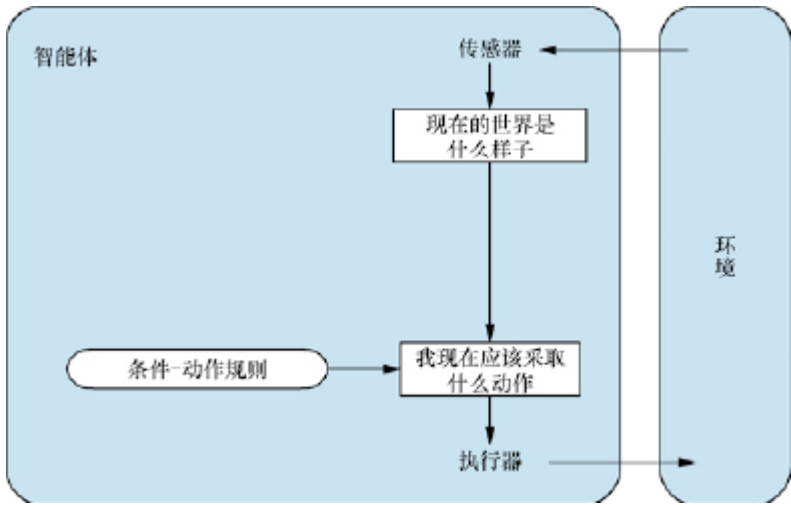 智能体
传感器
现在的世界是
什么样子
环
境
条件-动作规则
我现在应该采取
什么动作
执行器